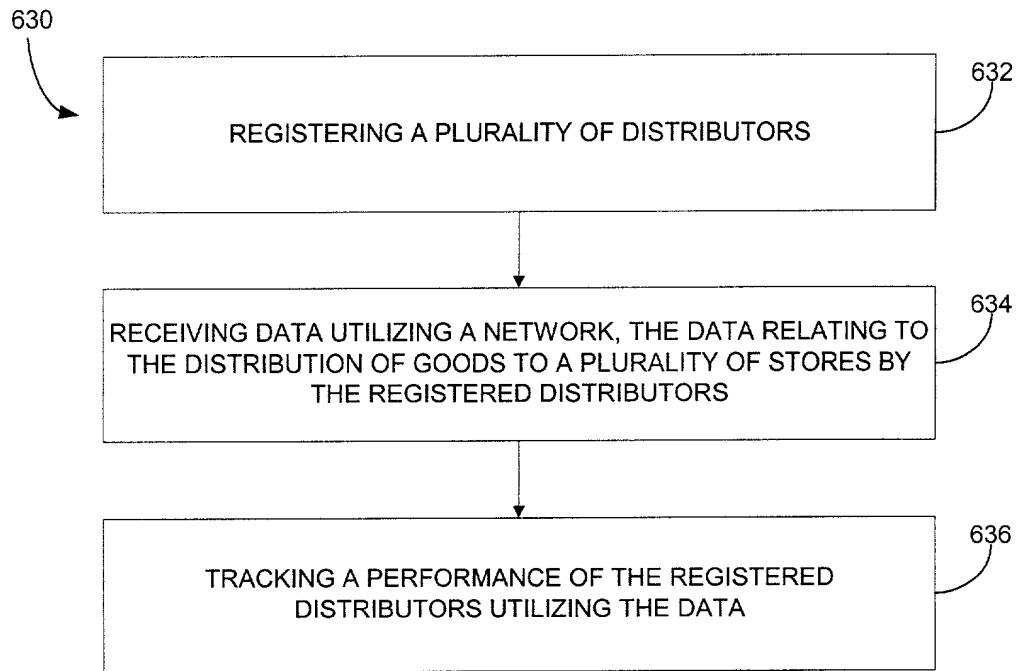 630
632
REGISTERING A PLURALITY OF DISTRIBUTORS
634
RECEIVING DATA UTILIZING A NETWORK, THE DATA RELATING TO
THE DISTRIBUTION OF GOODS TO A PLURALITY OF STORES BY
THE REGISTERED DISTRIBUTORS
636
TRACKING A PERFORMANCE OF THE REGISTERED
DISTRIBUTORS UTILIZING THE DATA